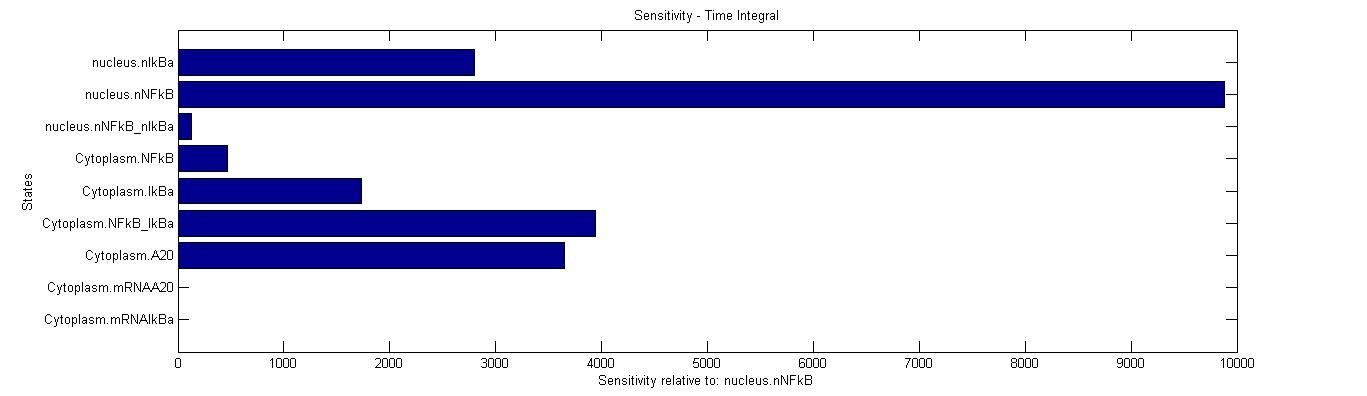 Sensitivity - Time Integral
nucleus.nIkBa
nucleus.nNFkB
nucleus.nNFkB_nIkBa
Cytoplasm.NFkB
Cytoplasm.IkBa
Cytoplasm.NFkB_IkBa
Cytoplasm.A20
Cytoplasm.mRNAA20
Cytoplasm.mRNAIkBa
States
0 1000 2000 3000 4000 5000 6000 7000 8000 9000 10000
Sensitivity relative to: nucleus.nNFkB